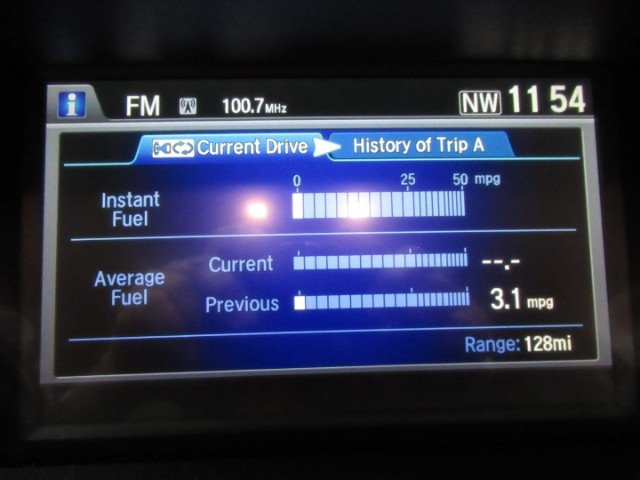 i FM 100.7MHz NW 11 54
Current Drive History of Trip A
0 25 50 mpg
Instant
Fuel
Average
Fuel
Current --.-
Previous 3.1 mpg
Range: 128mi